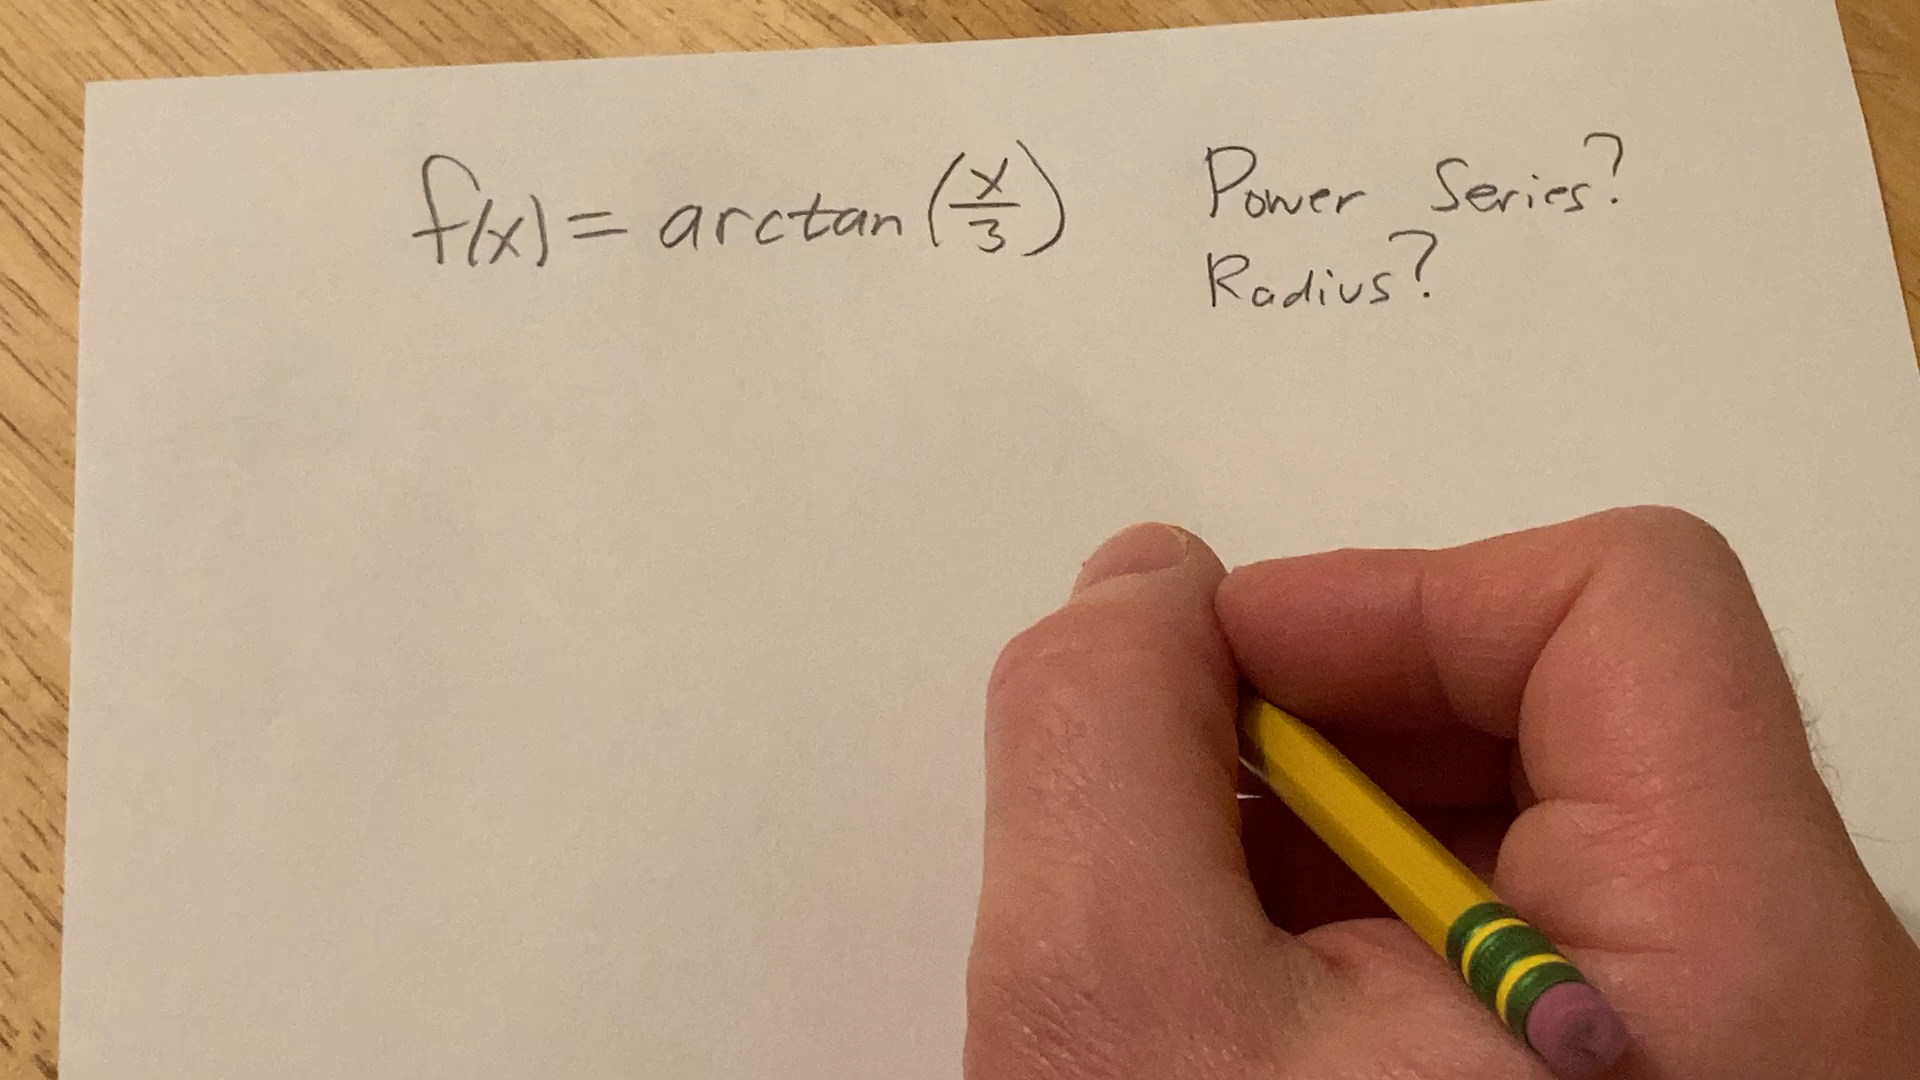 f(x) = arctan(x/3)
Power Series?
Radius?